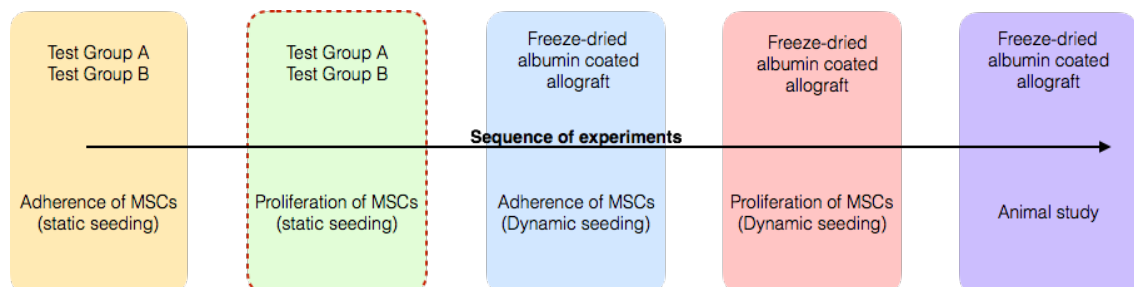 Test Group A
Test Group B
Test Group A
Test Group B
Freeze-dried
albumin coated
allograft
Freeze-dried
albumin coated
allograft
Freeze-dried
albumin coated
allograft
Sequence of experiments
Adherence of MSCs
(static seeding)
Proliferation of MSCs
(static seeding)
Adherence of MSCs
(Dynamic seeding)
Proliferation of MSCs
(Dynamic seeding)
Animal study